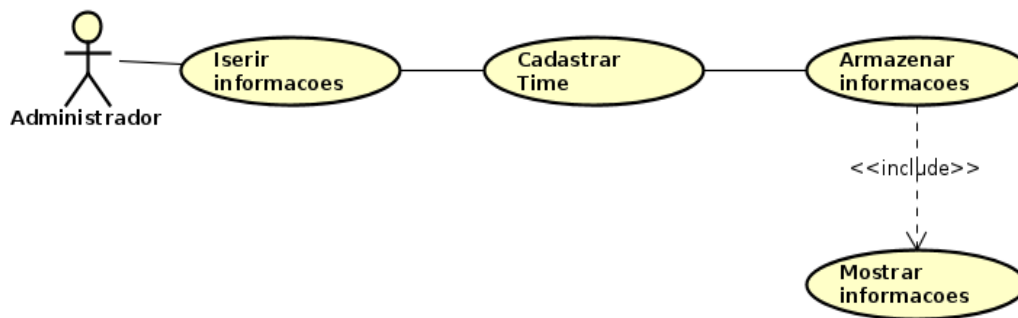 Iserir
informacoes
Cadastrar
Time
Armazenar
informacoes
Administrador
<<include>>
Mostrar
informacoes